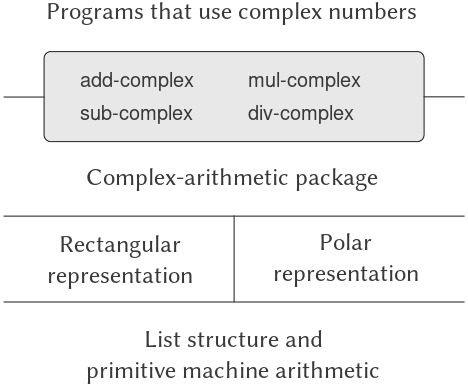 Programs that use complex numbers
add-complex mul-complex
sub-complex div-complex
Complex-arithmetic package
Rectangular
representation
Polar
representation
List structure and
primitive machine arithmetic